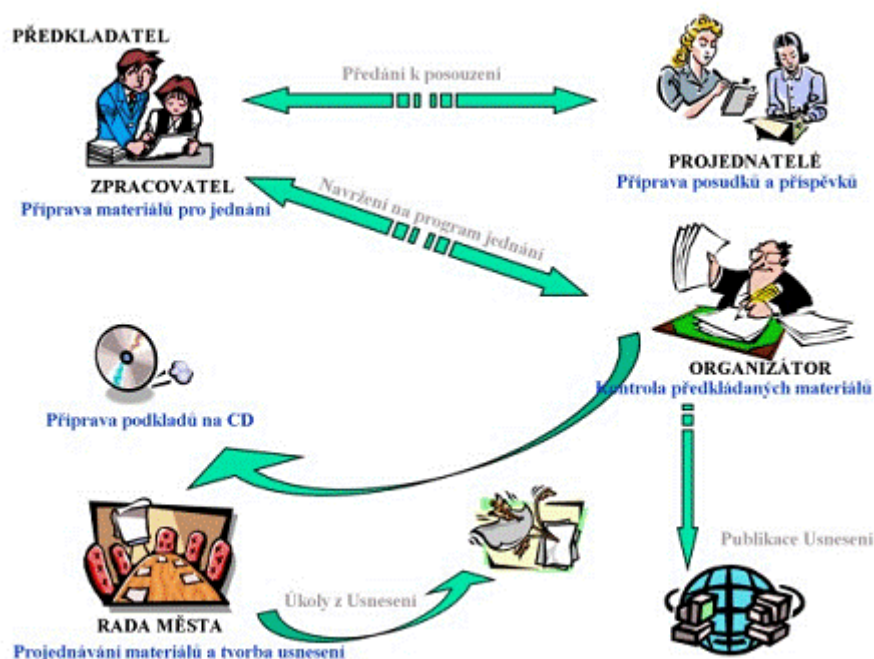 PŘEDKLADATEL
Předání k posouzení
ZPRACOVATEL
Příprava materiálů pro jednání
PROJEDNATELÉ
Příprava posudků a příspěvků
Navržení na program jednání
ORGANIZÁTOR
Kontrola předkládaných materiálů
Příprava podkladů na CD
Publikace Usnesení
Úkoly z Usnesení
RADA MĚSTA
Projednávání materiálů a tvorba usnesení